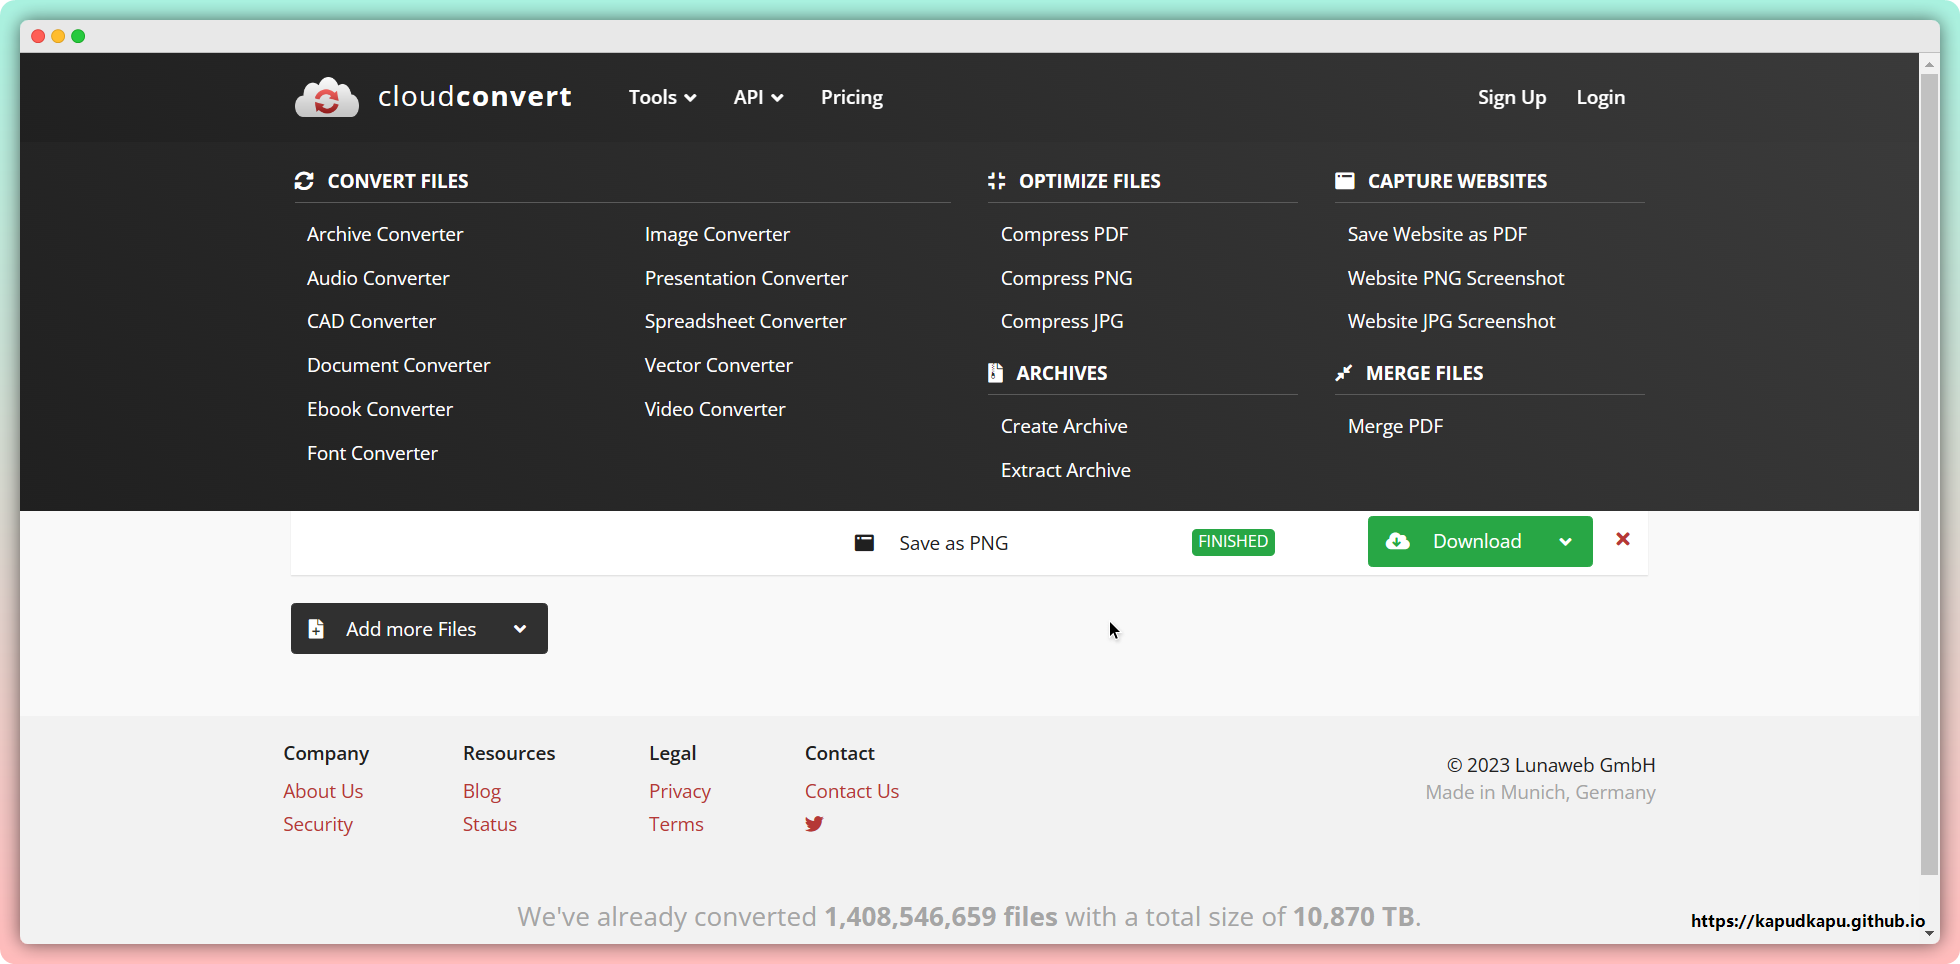 cloudconvert Tools API Pricing Sign Up Login
CONVERT FILES
Archive Converter
Audio Converter
CAD Converter
Document Converter
Ebook Converter
Font Converter
Image Converter
Presentation Converter
Spreadsheet Converter
Vector Converter
Video Converter
OPTIMIZE FILES
Compress PDF
Compress PNG
Compress JPG
ARCHIVES
Create Archive
Extract Archive
CAPTURE WEBSITES
Save Website as PDF
Website PNG Screenshot
Website JPG Screenshot
MERGE FILES
Merge PDF
Save as PNG FINISHED Download
Add more Files
Company
About Us
Security
Resources
Blog
Status
Legal
Privacy
Terms
Contact
Contact Us
© 2023 Lunaweb GmbH
Made in Munich, Germany
We've already converted 1,408,546,659 files with a total size of 10,870 TB.
https://kapudkapu.github.io